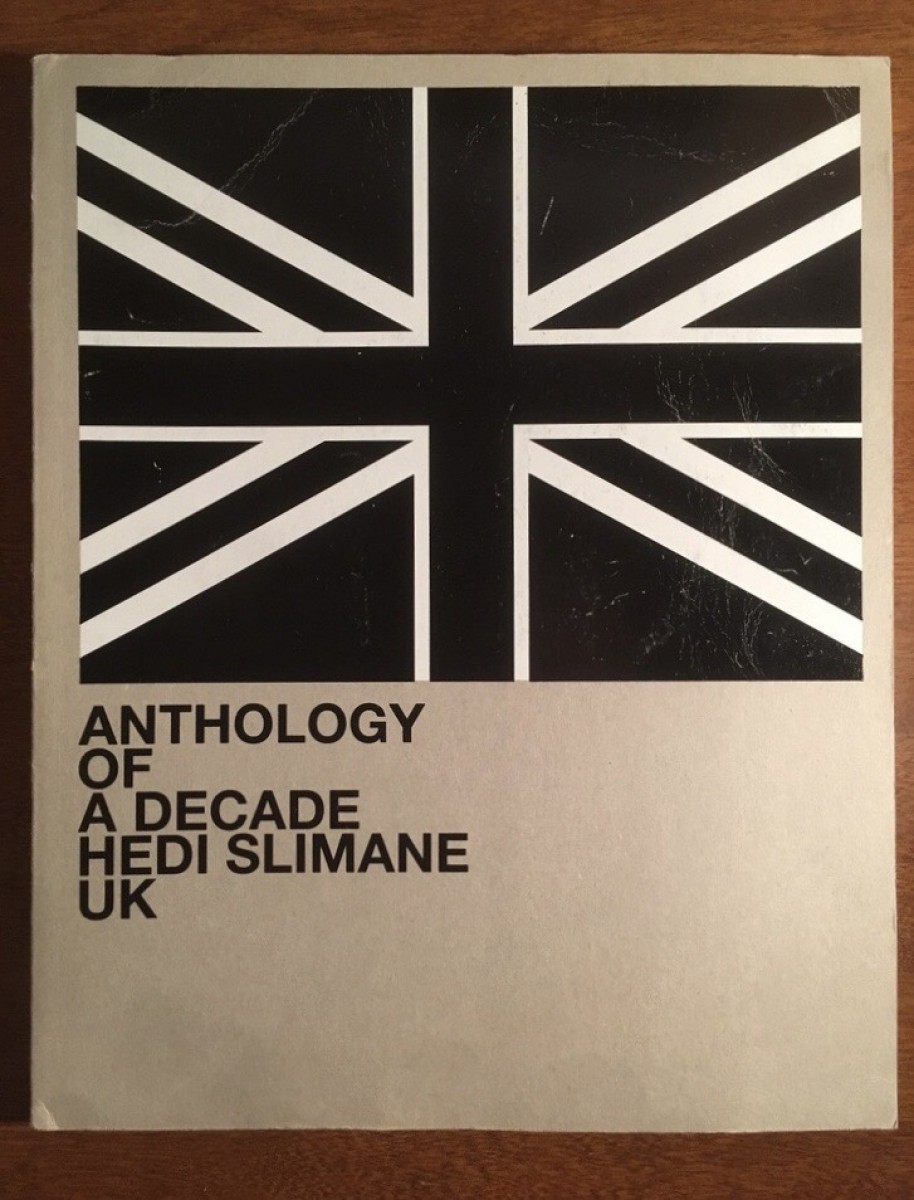 ANTHOLOGY
OF
A DECADE
HEDI SLIMANE
UK